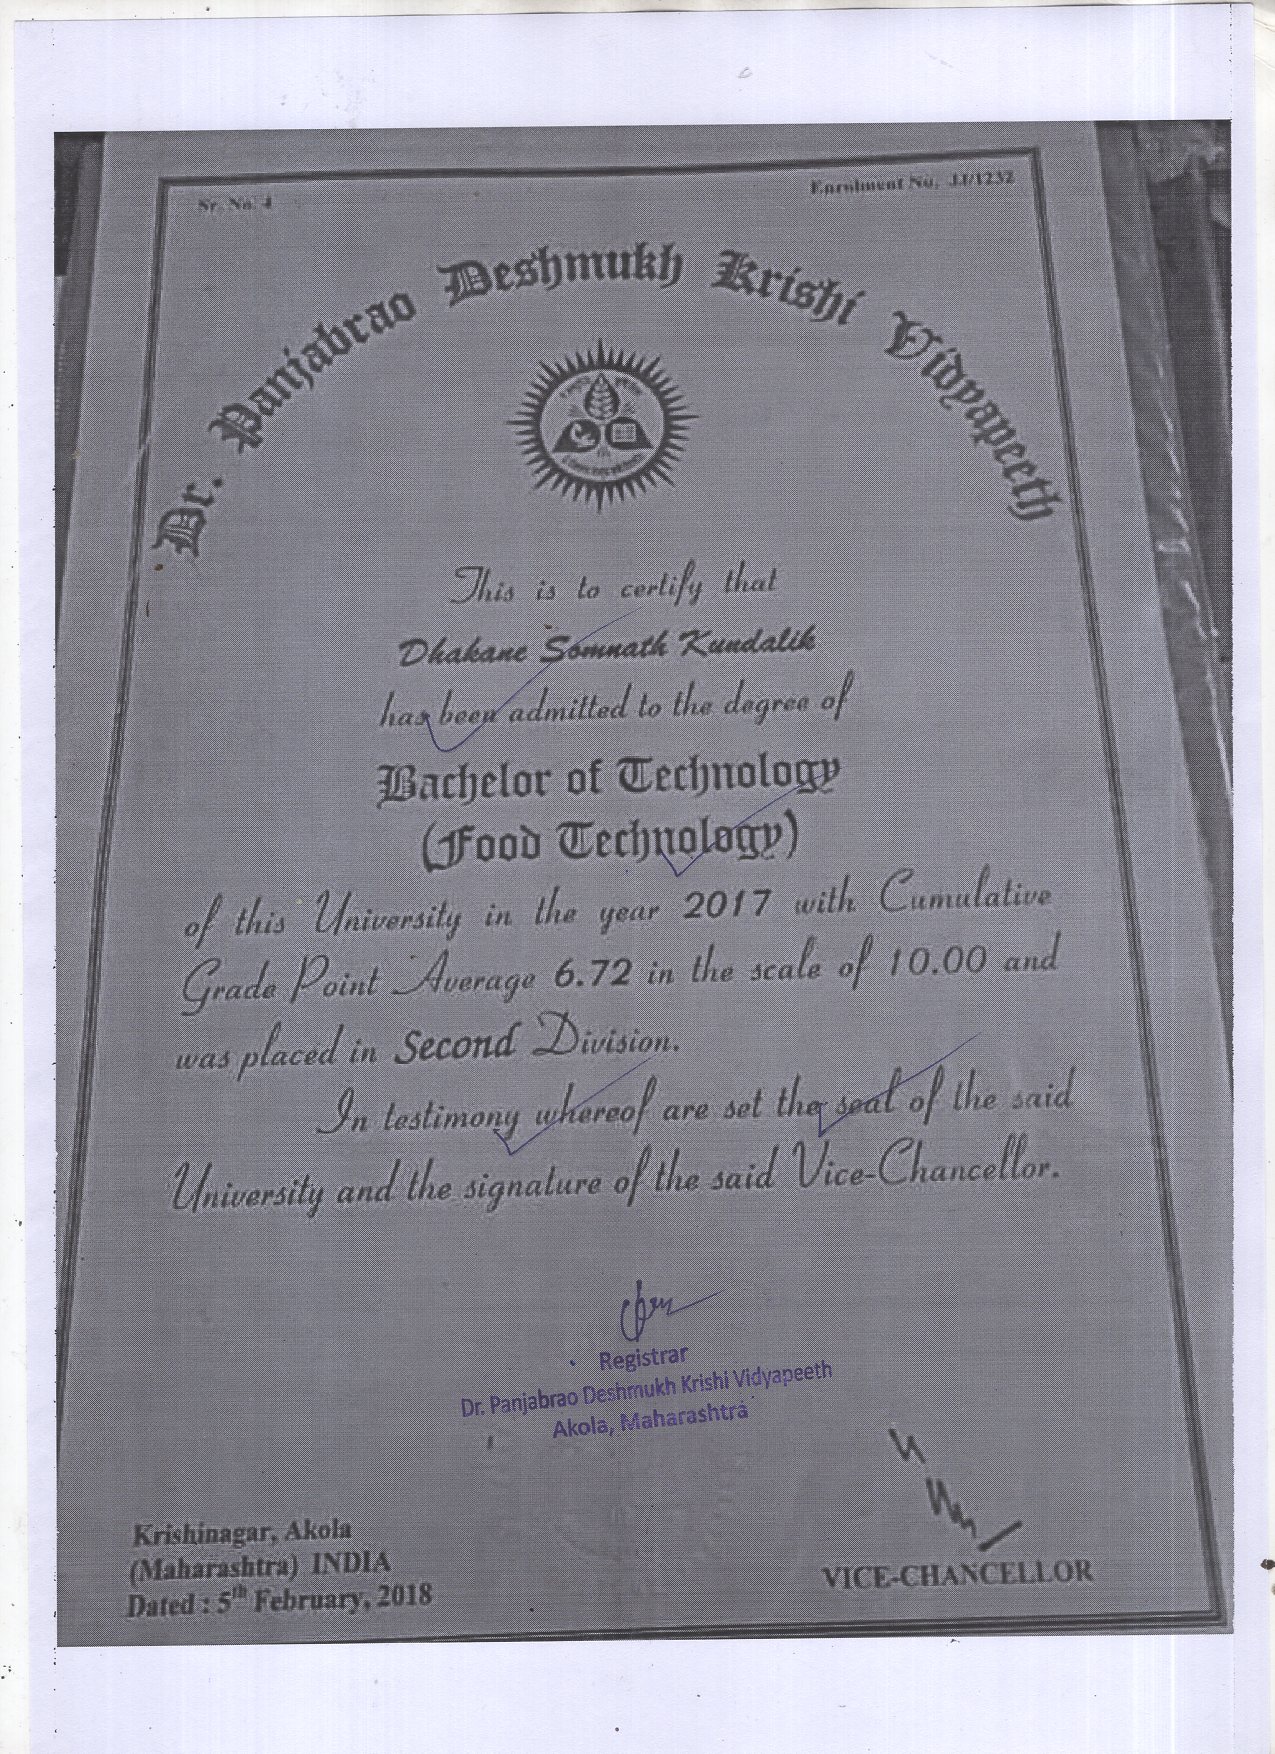 Sr. No. 4
Enrolment No. JJ/1232
Dr. Panjabrao Deshmukh Krishi Vidyapeeth
This is to certify that
Dhakane Somnath Kundalik
has been admitted to the degree of
Bachelor of Technology
(Food Technology)
of this University in the year 2017 with Cumulative
Grade Point Average 6.72 in the scale of 10.00 and
was placed in Second Division.
In testimony whereof are set the seal of the said
University and the signature of the said Vice-Chancellor.
Registrar
Dr. Panjabrao Deshmukh Krishi Vidyapeeth
Akola, Maharashtra
Krishinagar, Akola
(Maharashtra) INDIA
Dated : 5th February, 2018
VICE-CHANCELLOR